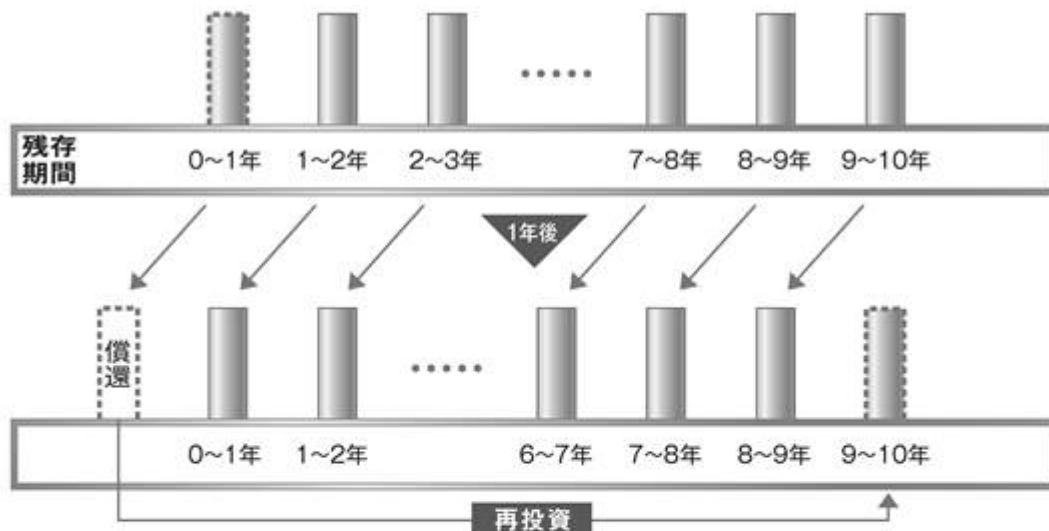 残存
期間
0〜1年 1〜2年 2〜3年 ••••• 7〜8年 8〜9年 9〜10年
1年後
償還
•••••
0〜1年 1〜2年 6〜7年 7〜8年 8〜9年 9〜10年
再投資